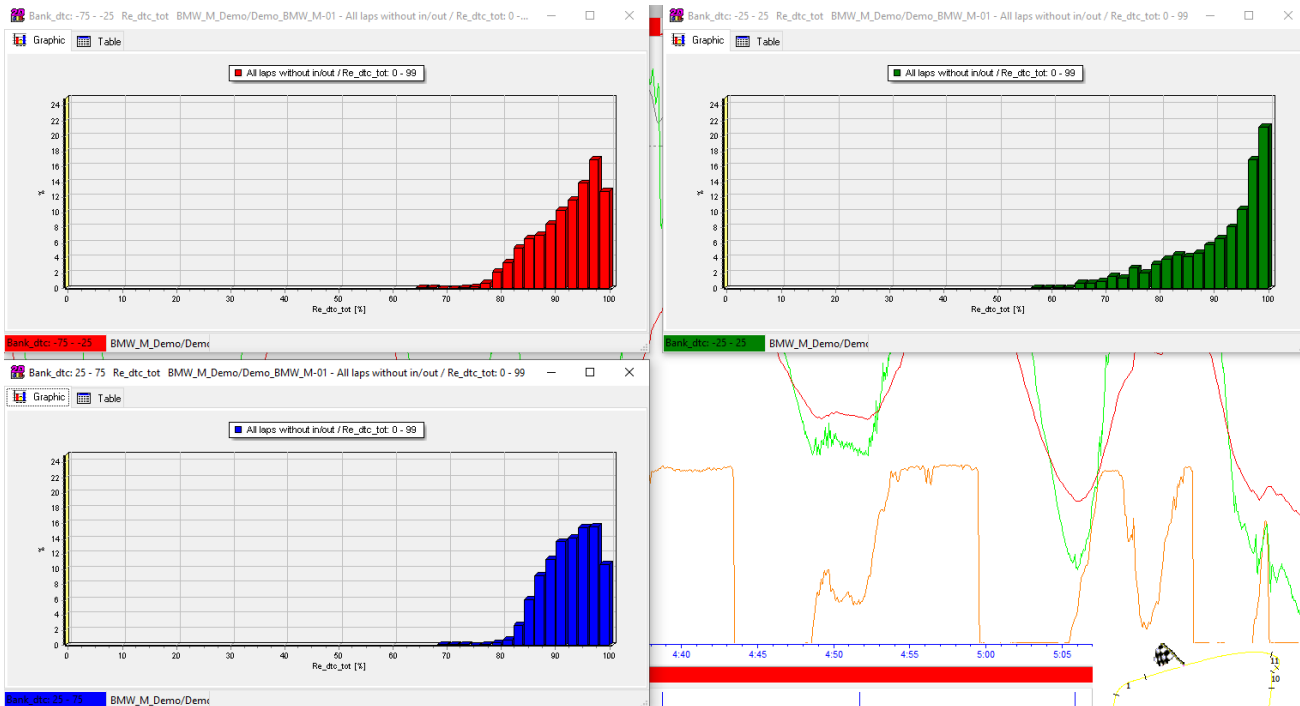 Bank_dtc: -75 - -25 Re_dtc_tot BMW_M_Demo/Demo_BMW_M-01 - All laps without in/out / Re_dtc_tot: 0 -...
Graphic Table
All laps without in/out / Re_dtc_tot: 0 - 99
24
22
20
18
16
14
12
10
8
6
4
2
0
%
0 10 20 30 40 50 60 70 80 90 100
Re_dtc_tot [%]
Bank_dtc: -75 - -25 BMW_M_Demo/Demo
Bank_dtc: -25 - 25 Re_dtc_tot BMW_M_Demo/Demo_BMW_M-01 - All laps without in/out / Re_dtc_tot: 0 - 99
Graphic Table
All laps without in/out / Re_dtc_tot: 0 - 99
24
22
20
18
16
14
12
10
8
6
4
2
0
%
0 10 20 30 40 50 60 70 80 90 100
Re_dtc_tot [%]
Bank_dtc: -25 - 25 BMW_M_Demo/Demo
Bank_dtc: 25 - 75 Re_dtc_tot BMW_M_Demo/Demo_BMW_M-01 - All laps without in/out / Re_dtc_tot: 0 - 99
Graphic Table
All laps without in/out / Re_dtc_tot: 0 - 99
24
22
20
18
16
14
12
10
8
6
4
2
0
%
0 10 20 30 40 50 60 70 80 90 100
Re_dtc_tot [%]
Bank_dtc: 25 - 75 BMW_M_Demo/Demo
4:40 4:45 4:50 4:55 5:00 5:05
11
10
1